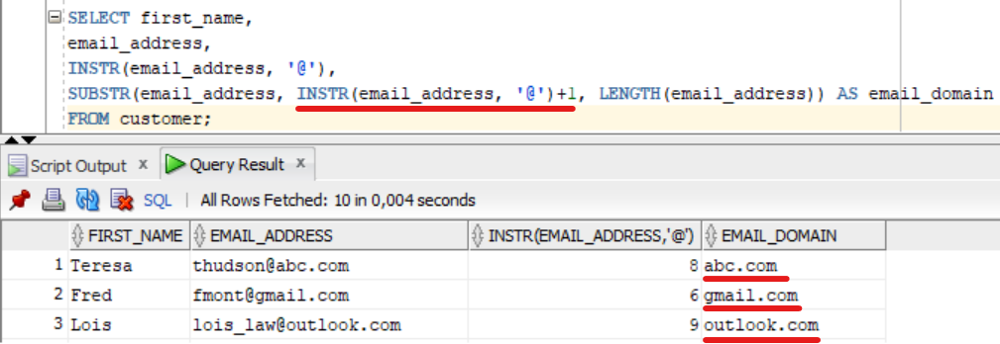 SELECT first_name,
email_address,
INSTR(email_address, '@'),
SUBSTR(email_address, INSTR(email_address, '@')+1, LENGTH(email_address)) AS email_domain
FROM customer;
Script Output x Query Result x
SQL | All Rows Fetched: 10 in 0,004 seconds
FIRST_NAME EMAIL_ADDRESS INSTR(EMAIL_ADDRESS,'@') EMAIL_DOMAIN
1 Teresa thudson@abc.com 8 abc.com
2 Fred fmont@gmail.com 6 gmail.com
3 Lois lois_law@outlook.com 9 outlook.com